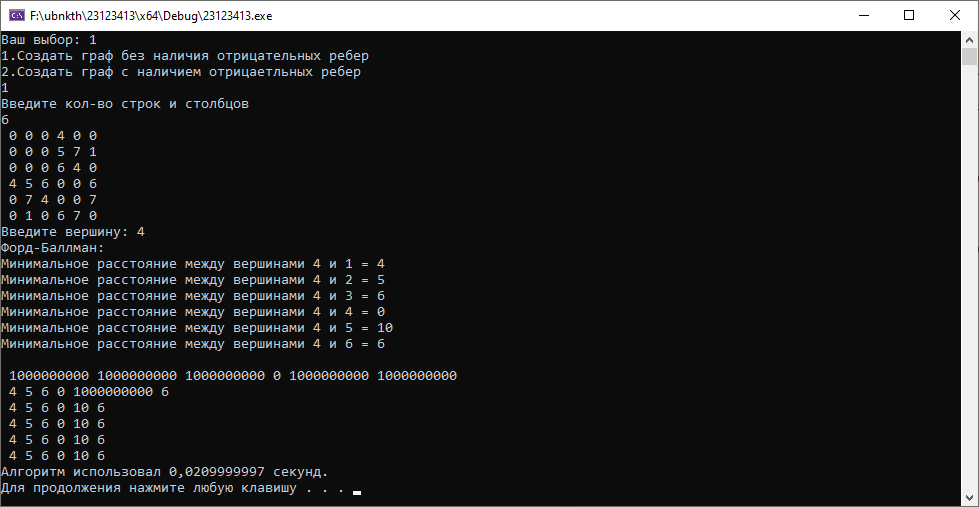 F:\ubnkth\23123413\x64\Debug\23123413.exe
Ваш выбор: 1
1.Создать граф без наличия отрицательных ребер
2.Создать граф с наличием отрицаетльных ребер
1
Введите кол-во строк и столбцов
6
0 0 0 4 0 0
0 0 0 5 7 1
0 0 0 6 4 0
4 5 6 0 0 6
0 7 4 0 0 7
0 1 0 6 7 0
Введите вершину: 4
Форд-Баллман:
Минимальное расстояние между вершинами 4 и 1 = 4
Минимальное расстояние между вершинами 4 и 2 = 5
Минимальное расстояние между вершинами 4 и 3 = 6
Минимальное расстояние между вершинами 4 и 4 = 0
Минимальное расстояние между вершинами 4 и 5 = 10
Минимальное расстояние между вершинами 4 и 6 = 6
1000000000 1000000000 1000000000 0 1000000000 1000000000
4 5 6 0 1000000000 6
4 5 6 0 10 6
4 5 6 0 10 6
4 5 6 0 10 6
4 5 6 0 10 6
Алгоритм использовал 0,0209999997 секунд.
Для продолжения нажмите любую клавишу . . .